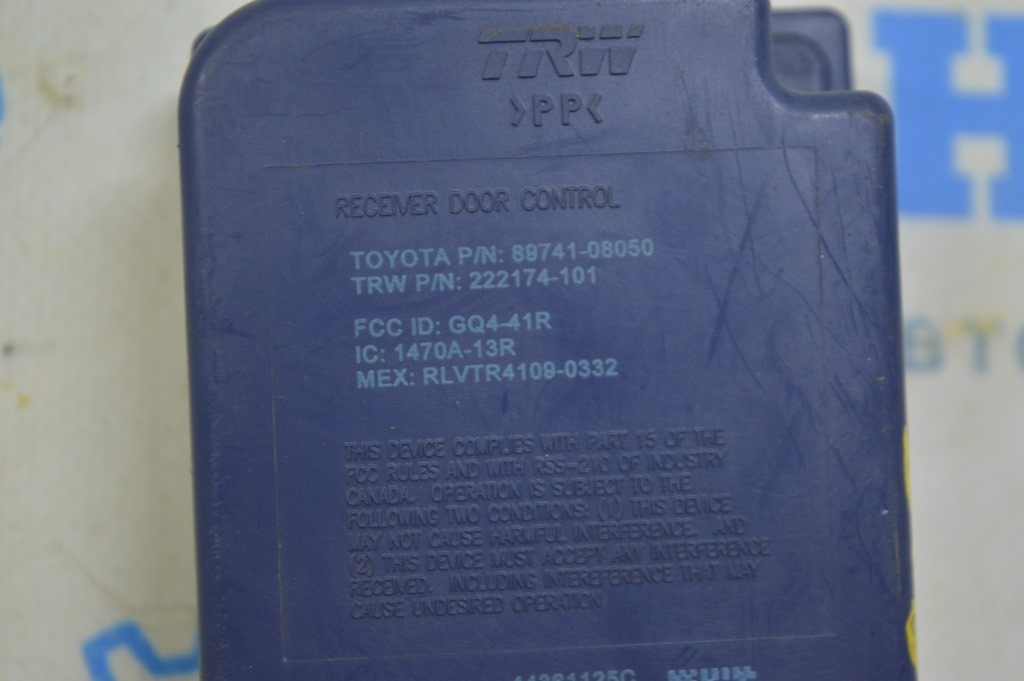 TRW
>PP<
RECEIVER DOOR CONTROL
TOYOTA P/N: 89741-08050
TRW P/N: 222174-101
FCC ID: GQ4-41R
IC: 1470A-13R
MEX: RLVTR4109-0332
THIS DEVICE COMPLIES WITH PART 15 OF THE
FCC RULES AND WITH RSS-210 OF INDUSTRY
CANADA. OPERATION IS SUBJECT TO THE
FOLLOWING TWO CONDITIONS: (1) THIS DEVICE
MAY NOT CAUSE HARMFUL INTERFERENCE. AND
(2) THIS DEVICE MUST ACCEPT ANY INTERFERENCE
RECEIVED. INCLUDING INTEREFERENCE THAT MAY
CAUSE UNDESIRED OPERATION